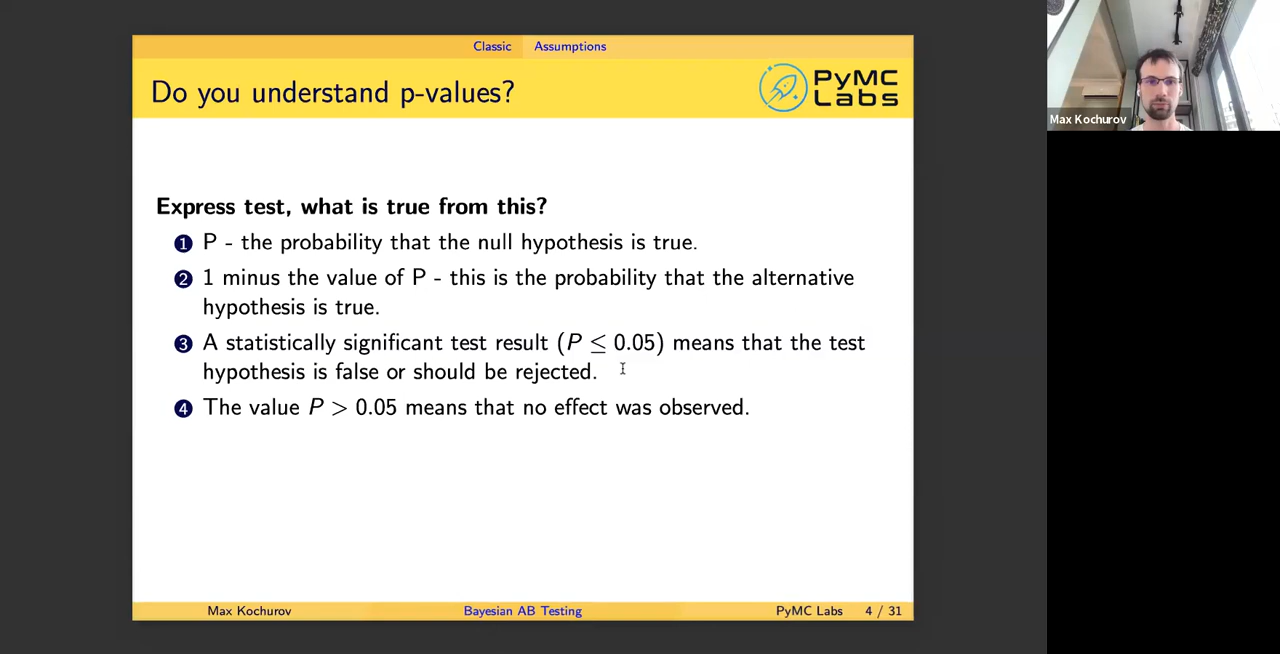 Classic Assumptions
Do you understand p-values?
PyMC
Labs
Max Kochurov
Express test, what is true from this?
1 P - the probability that the null hypothesis is true.
2 1 minus the value of P - this is the probability that the alternative
hypothesis is true.
3 A statistically significant test result (P ≤ 0.05) means that the test
hypothesis is false or should be rejected.
4 The value P > 0.05 means that no effect was observed.
Max Kochurov Bayesian AB Testing PyMC Labs 4 / 31